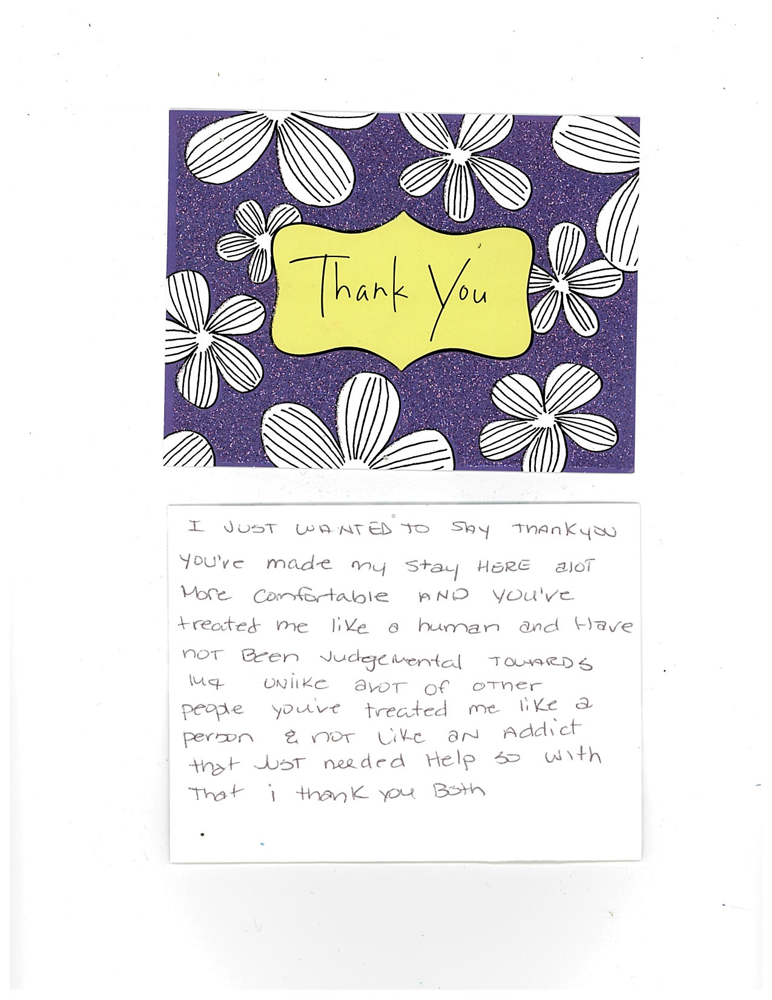 Thank You
I JUST WANTED TO SAY THANKYOU
YOU've made my stay HERE alOT
More Comfortable AND YOU've
treated me like a human and Have
nOT Been Judgemental TOWARDS
me UNlIKE alOT OF OTHer
people you've treated me like a
person & nOT Like aN Addict
that JUST needed Help so with
That i thank you Both